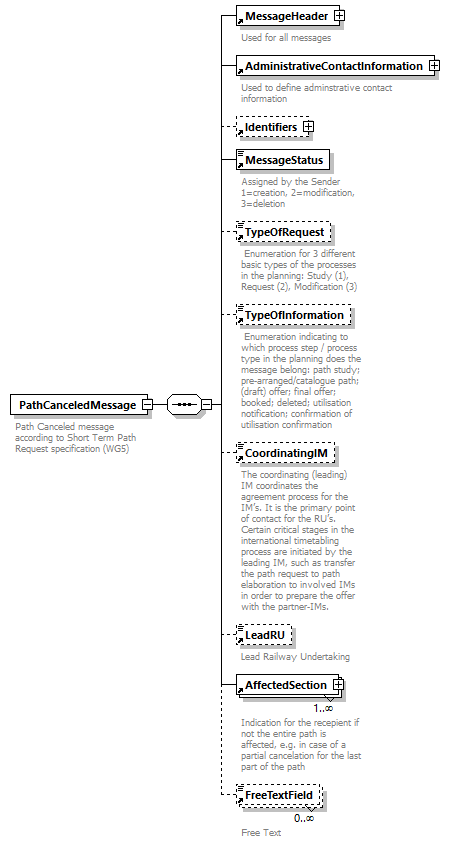 MessageHeader
Used for all messages
AdministrativeContactInformation
Used to define adminstrative contact
information
Identifiers
MessageStatus
Assigned by the Sender
1=creation, 2=modification,
3=deletion
TypeOfRequest
Enumeration for 3 different
basic types of the processes
in the planning: Study (1),
Request (2), Modification (3)
TypeOfInformation
Enumeration indicating to
which process step / process
type in the planning does the
message belong: path study;
pre-arranged/catalogue path;
(draft) offer; final offer;
booked; deleted; utilisation
notification; confirmation of
utilisation confirmation
PathCanceledMessage
Path Canceled message
according to Short Term Path
Request specification (WG5)
CoordinatingIM
The coordinating (leading)
IM coordinates the
agreement process for the
IM's. It is the primary point
of contact for the RU's.
Certain critical stages in the
international timetabling
process are initiated by the
leading IM, such as transfer
the path request to path
elaboration to involved IMs
in order to prepare the offer
with the partner-IMs.
LeadRU
Lead Railway Undertaking
AffectedSection
1..∞
Indication for the recepient if
not the entire path is
affected, e.g. in case of a
partial cancelation for the last
part of the path
FreeTextField
0..∞
Free Text